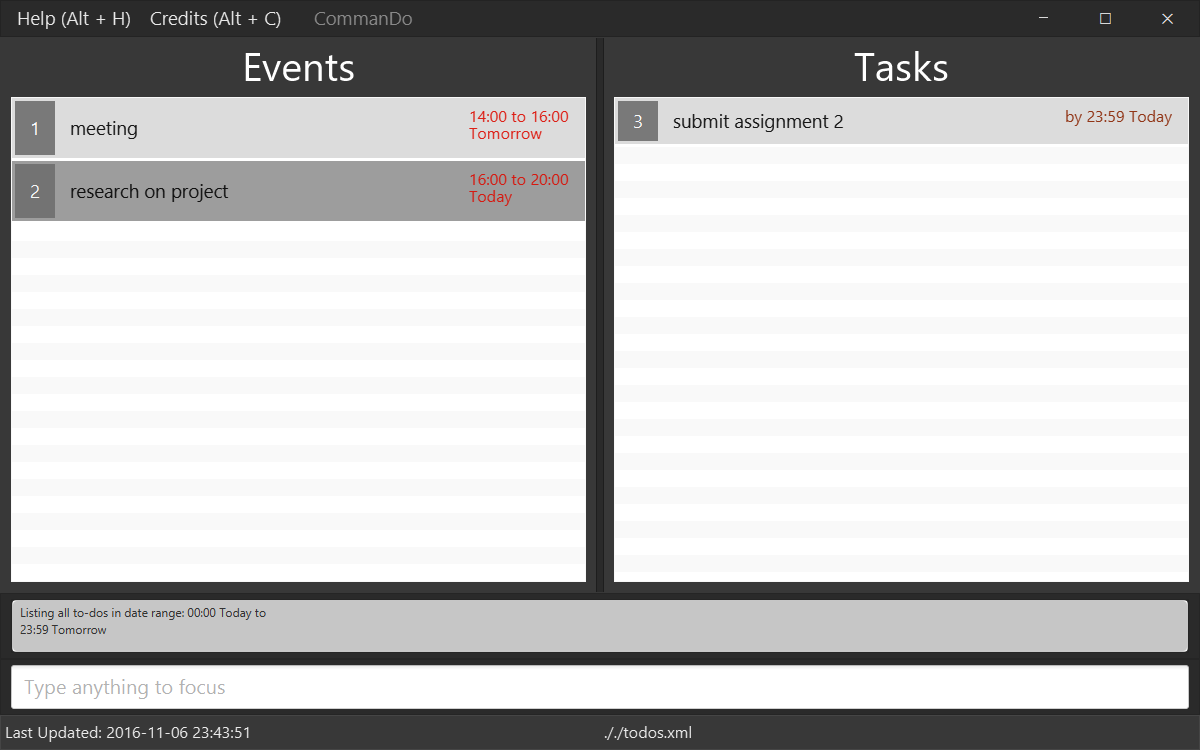 Help (Alt + H) Credits (Alt + C) CommanDo
Events
1 meeting 14:00 to 16:00
Tomorrow
2 research on project 16:00 to 20:00
Today
Tasks
3 submit assignment 2 by 23:59 Today
Listing all to-dos in date range: 00:00 Today to
23:59 Tomorrow
Type anything to focus
Last Updated: 2016-11-06 23:43:51 ././todos.xml